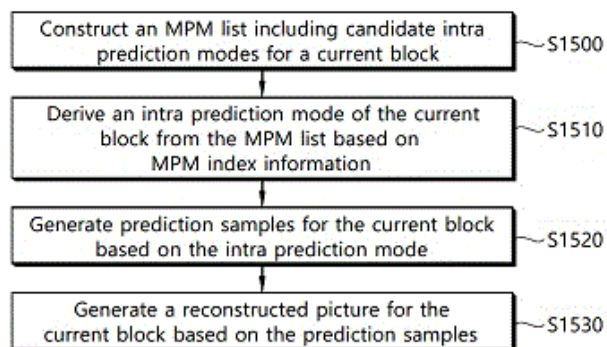 Construct an MPM list including candidate intra
prediction modes for a current block
S1500
Derive an intra prediction mode of the current
block from the MPM list based on
MPM index information
S1510
Generate prediction samples for the current block
based on the intra prediction mode
S1520
Generate a reconstructed picture for the
current block based on the prediction samples
S1530